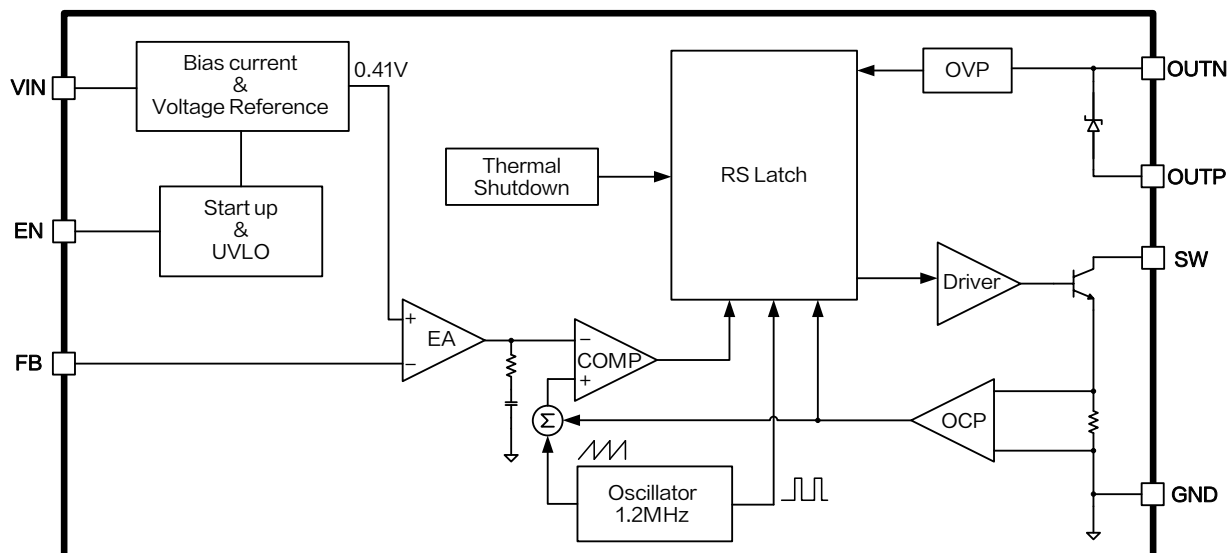 VIN
Bias current
&
Voltage Reference
0.41V
OVP
OUTN
Thermal
Shutdown
RS Latch
OUTP
EN
Start up
&
UVLO
SW
Driver
+
EA
−
FB
−
COMP
+
Σ
OCP
Oscillator
1.2MHz
GND